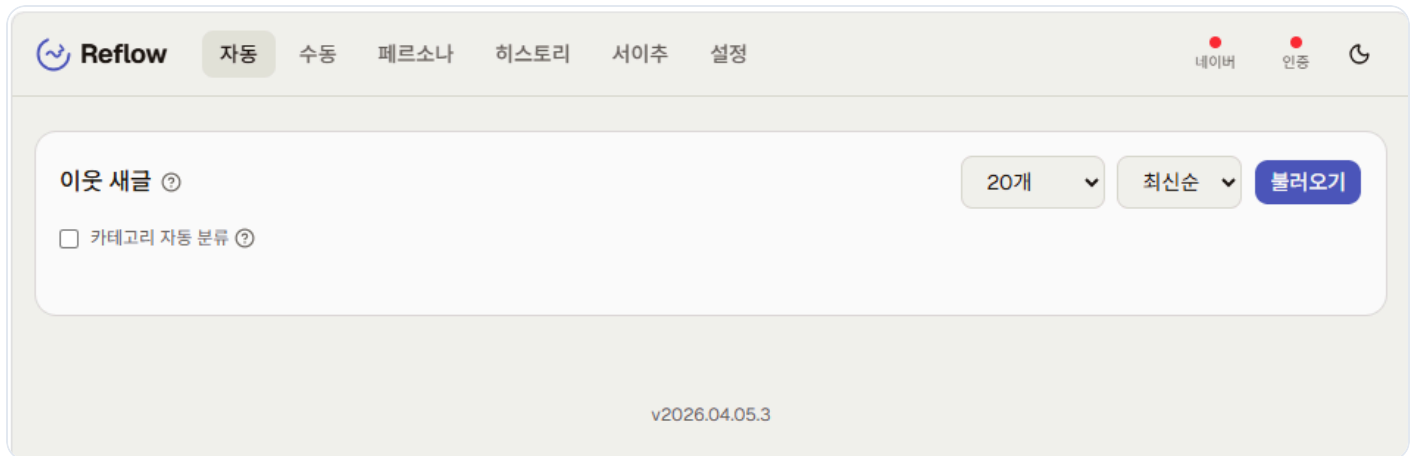 Reflow 자동 수동 페르소나 히스토리 서이추 설정 네이버 인증
이웃 새글 20개 최신순 불러오기
카테고리 자동 분류
v2026.04.05.3